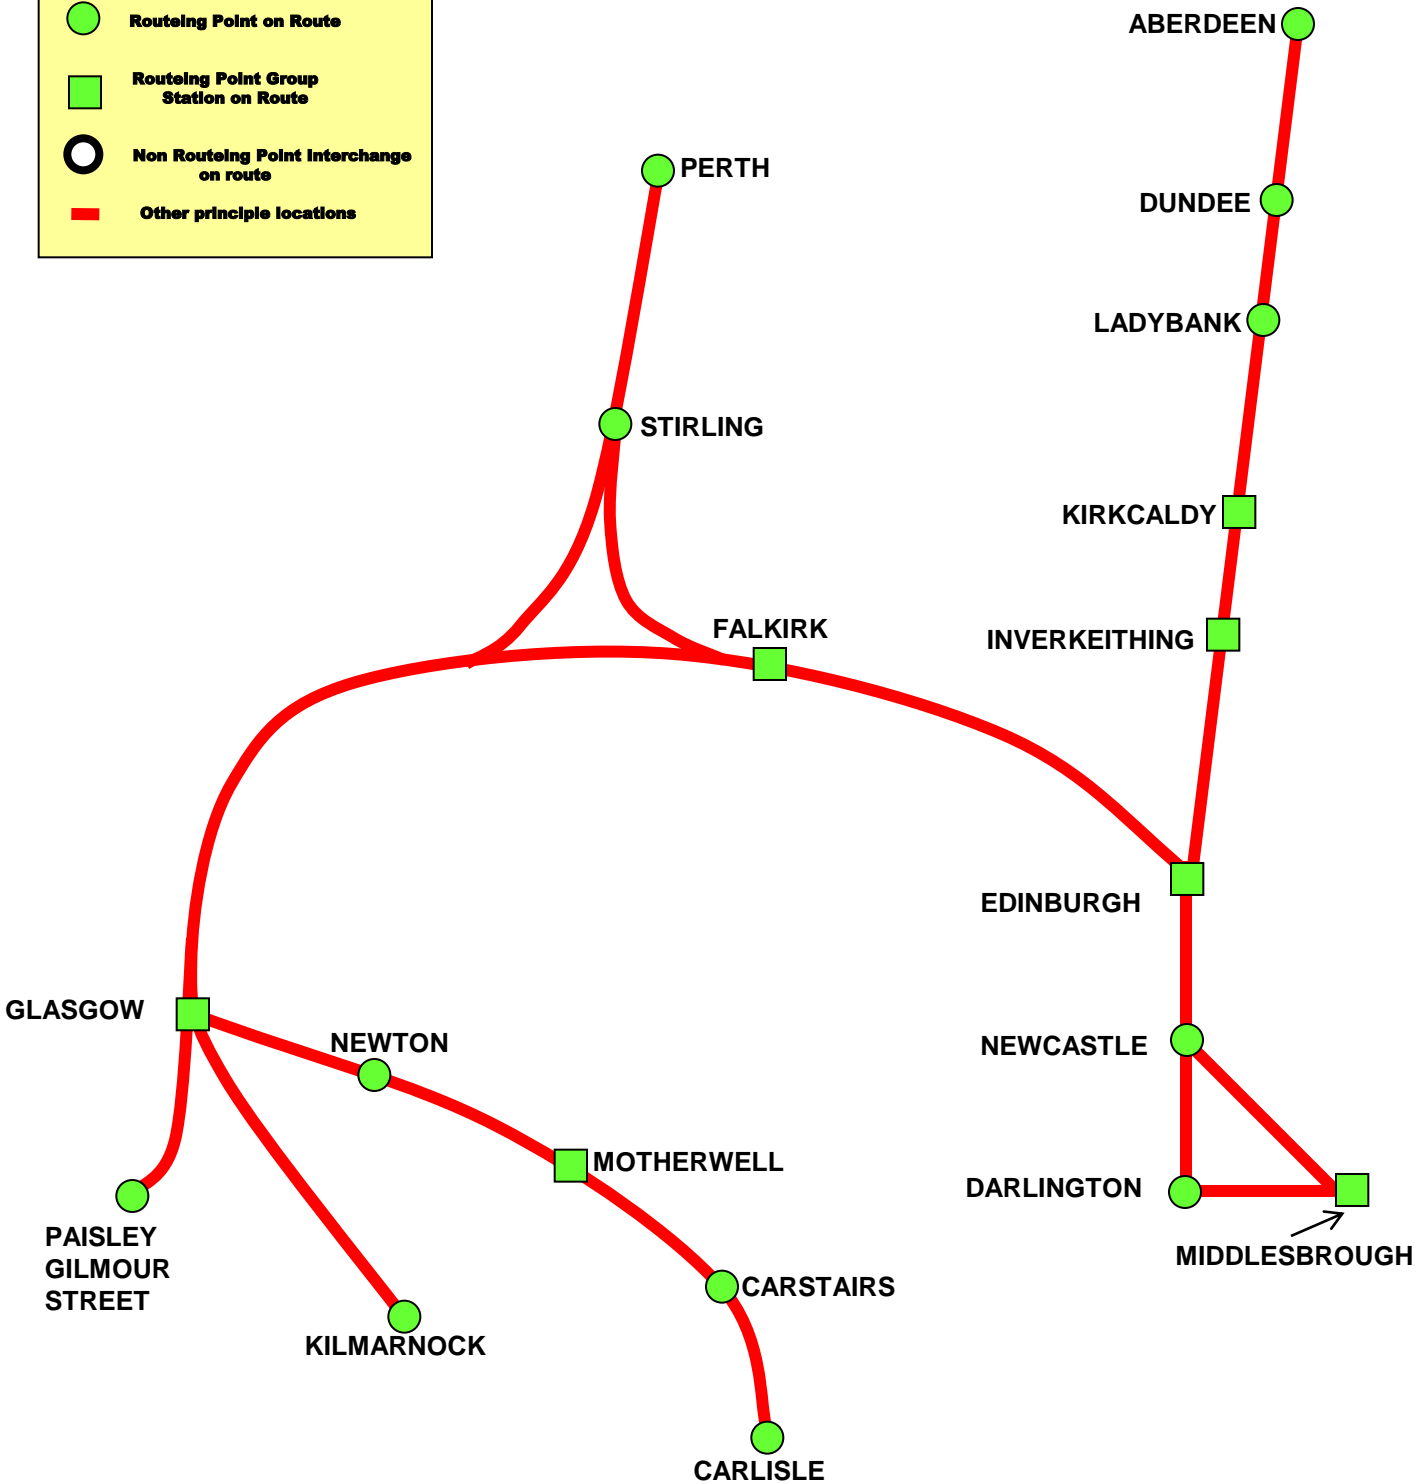 Routeing Point on Route
Routeing Point Group
Station on Route
Non Routeing Point Interchange
on route
Other principle locations
ABERDEEN
PERTH
DUNDEE
LADYBANK
STIRLING
KIRKCALDY
FALKIRK
INVERKEITHING
EDINBURGH
GLASGOW
NEWTON
NEWCASTLE
MOTHERWELL
DARLINGTON
PAISLEY
GILMOUR
STREET
MIDDLESBROUGH
CARSTAIRS
KILMARNOCK
CARLISLE